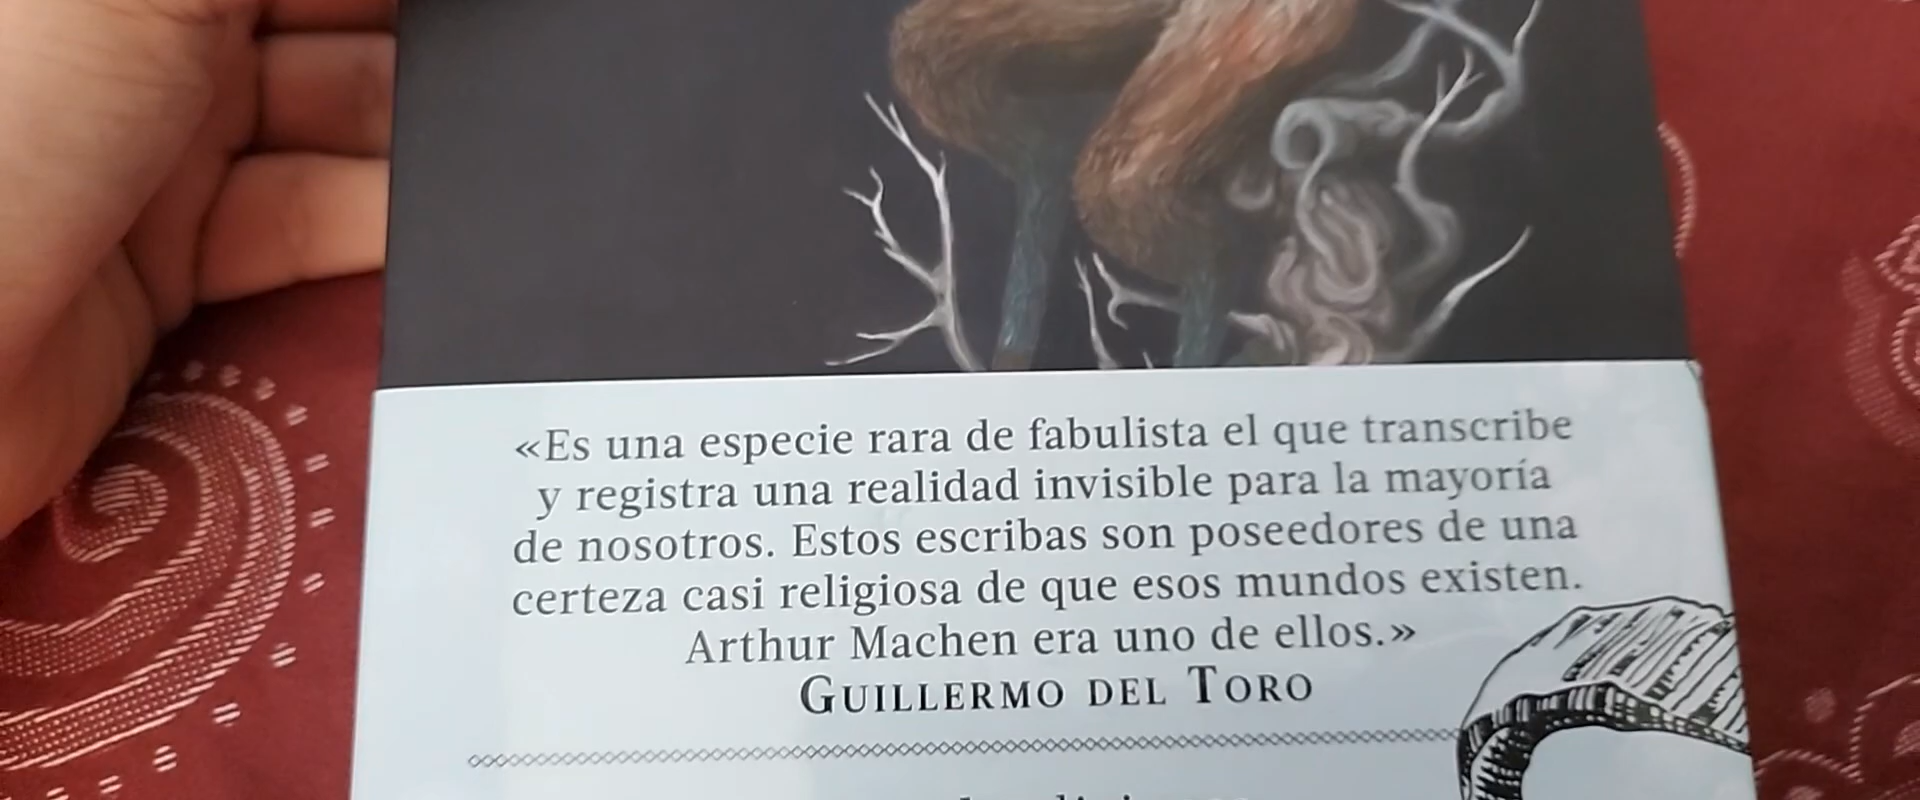 «Es una especie rara de fabulista el que transcribe
y registra una realidad invisible para la mayoría
de nosotros. Estos escribas son poseedores de una
certeza casi religiosa de que esos mundos existen.
Arthur Machen era uno de ellos.»
GUILLERMO DEL TORO